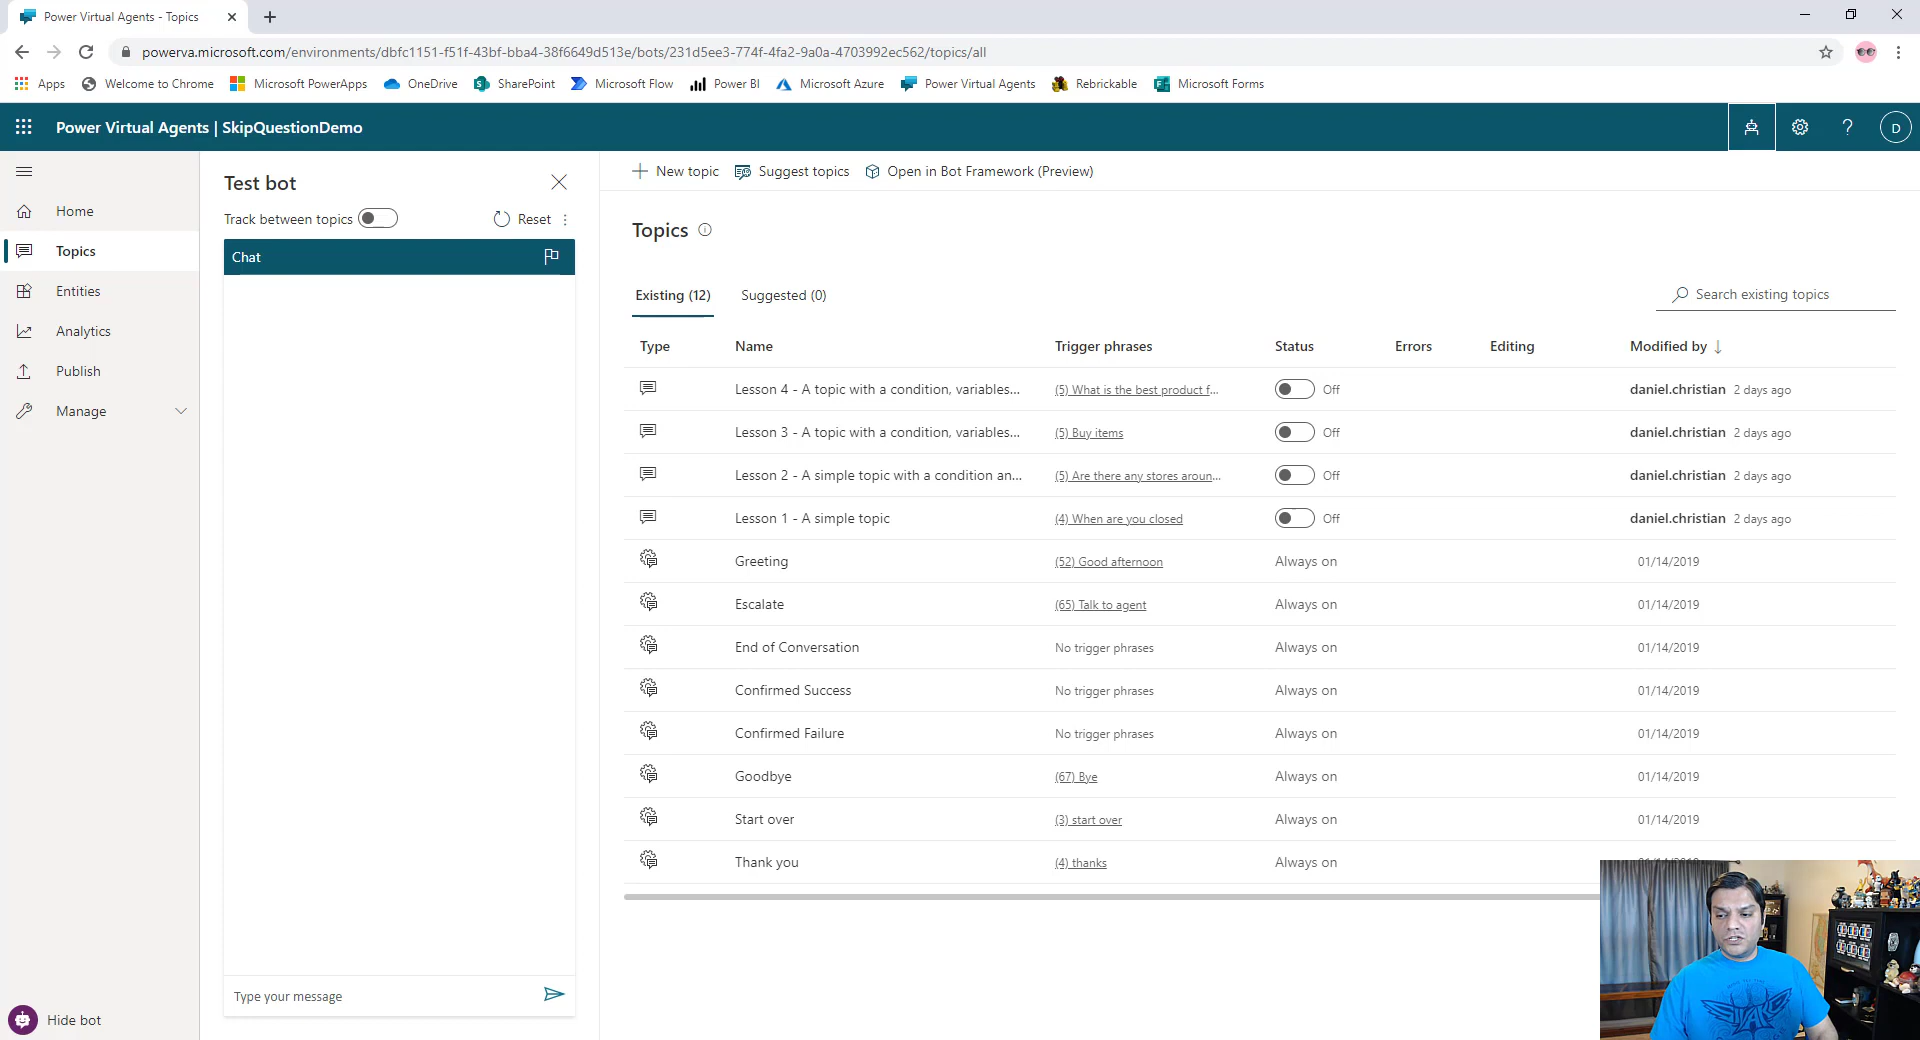 Power Virtual Agents - Topics
powerva.microsoft.com/environments/dbfc1151-f51f-43bf-bba4-38f6649d513e/bots/231d5ee3-774f-4fa2-9a0a-4703992ec562/topics/all
Apps Welcome to Chrome Microsoft PowerApps OneDrive SharePoint Microsoft Flow Power BI Microsoft Azure Power Virtual Agents Rebrickable Microsoft Forms
Power Virtual Agents | SkipQuestionDemo
D
Home
Topics
Entities
Analytics
Publish
Manage
Hide bot
Test bot
Track between topics Reset
Chat
Type your message
New topic Suggest topics Open in Bot Framework (Preview)
Topics
Existing (12) Suggested (0) Search existing topics
Type Name Trigger phrases Status Errors Editing Modified by
Lesson 4 - A topic with a condition, variables... (5) What is the best product f... Off daniel.christian 2 days ago
Lesson 3 - A topic with a condition, variables... (5) Buy items Off daniel.christian 2 days ago
Lesson 2 - A simple topic with a condition an... (5) Are there any stores aroun... Off daniel.christian 2 days ago
Lesson 1 - A simple topic (4) When are you closed Off daniel.christian 2 days ago
Greeting (52) Good afternoon Always on 01/14/2019
Escalate (65) Talk to agent Always on 01/14/2019
End of Conversation No trigger phrases Always on 01/14/2019
Confirmed Success No trigger phrases Always on 01/14/2019
Confirmed Failure No trigger phrases Always on 01/14/2019
Goodbye (67) Bye Always on 01/14/2019
Start over (3) start over Always on 01/14/2019
Thank you (4) thanks Always on